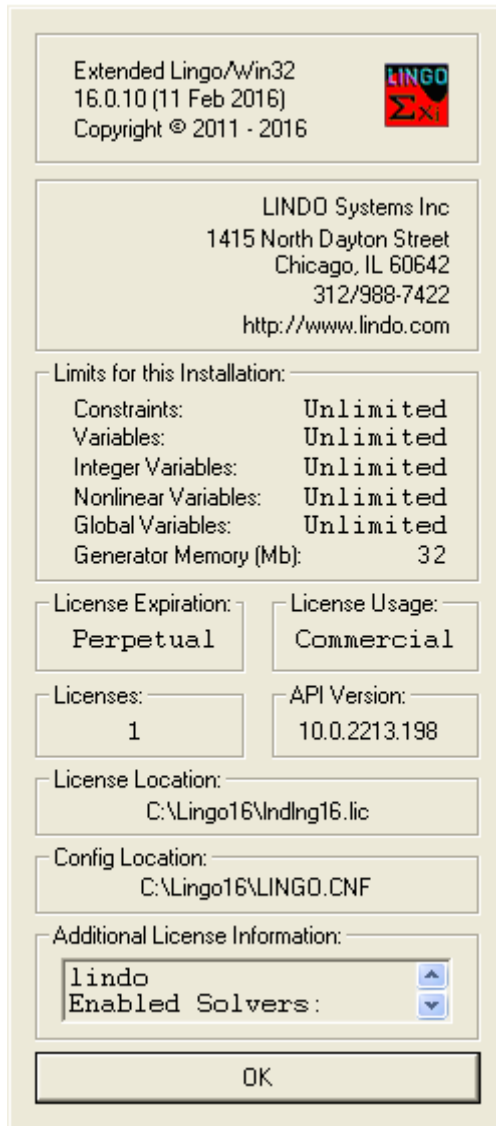 Extended Lingo/Win32
16.0.10 (11 Feb 2016)
Copyright © 2011 - 2016
LINGO
Σxi
LINDO Systems Inc
1415 North Dayton Street
Chicago, IL 60642
312/988-7422
http://www.lindo.com
Limits for this Installation:
Constraints: Unlimited
Variables: Unlimited
Integer Variables: Unlimited
Nonlinear Variables: Unlimited
Global Variables: Unlimited
Generator Memory (Mb): 32
License Expiration: License Usage:
Perpetual Commercial
Licenses: API Version:
1 10.0.2213.198
License Location:
C:\Lingo16\lndlng16.lic
Config Location:
C:\Lingo16\LINGO.CNF
Additional License Information:
lindo
Enabled Solvers:
OK